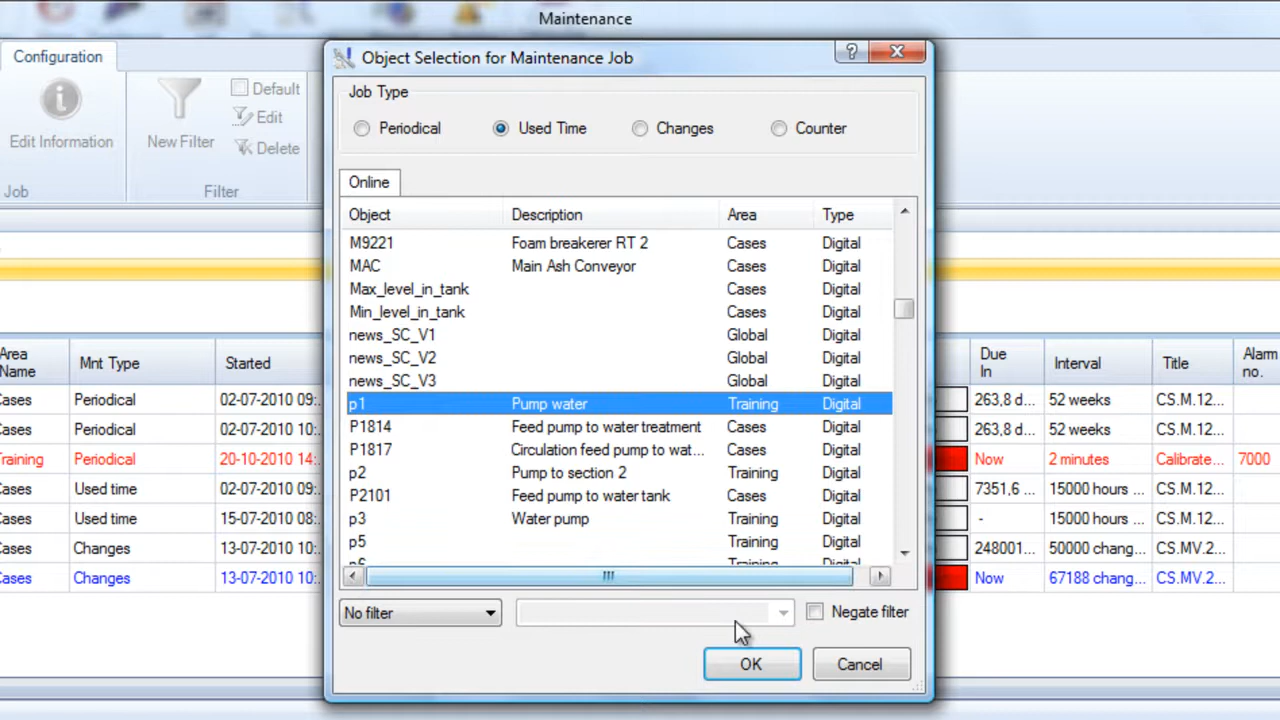 Maintenance
Configuration
Edit Information
Job
New Filter
Default
Edit
Delete
Filter
Object Selection for Maintenance Job
?
Job Type
Periodical
Used Time
Changes
Counter
Online
Object Description Area Type
M9221 Foam breakerer RT 2 Cases Digital
MAC Main Ash Conveyor Cases Digital
Max_level_in_tank Cases Digital
Min_level_in_tank Cases Digital
news_SC_V1 Global Digital
news_SC_V2 Global Digital
news_SC_V3 Global Digital
p1 Pump water Training Digital
P1814 Feed pump to water treatment Cases Digital
P1817 Circulation feed pump to wat... Cases Digital
p2 Pump to section 2 Training Digital
P2101 Feed pump to water tank Cases Digital
p3 Water pump Training Digital
p5 Training Digital
p6 Training Digital
No filter
Negate filter
OK
Cancel
Area Name Mnt Type Started Due In Interval Title Alarm no.
Cases Periodical 02-07-2010 09:. 263,8 d... 52 weeks CS.M.12...
Cases Periodical 02-07-2010 10:. 263,8 d... 52 weeks CS.M.12...
Training Periodical 20-10-2010 14:. Now 2 minutes Calibrate... 7000
Cases Used time 02-07-2010 09:. 7351,6 ... 15000 hours ... CS.M.12...
Cases Used time 15-07-2010 08:. - 15000 hours ... CS.M.12...
Cases Changes 13-07-2010 10:. 248001... 50000 chang... CS.MV.2...
Cases Changes 13-07-2010 10:. Now 67188 chang... CS.MV.2...